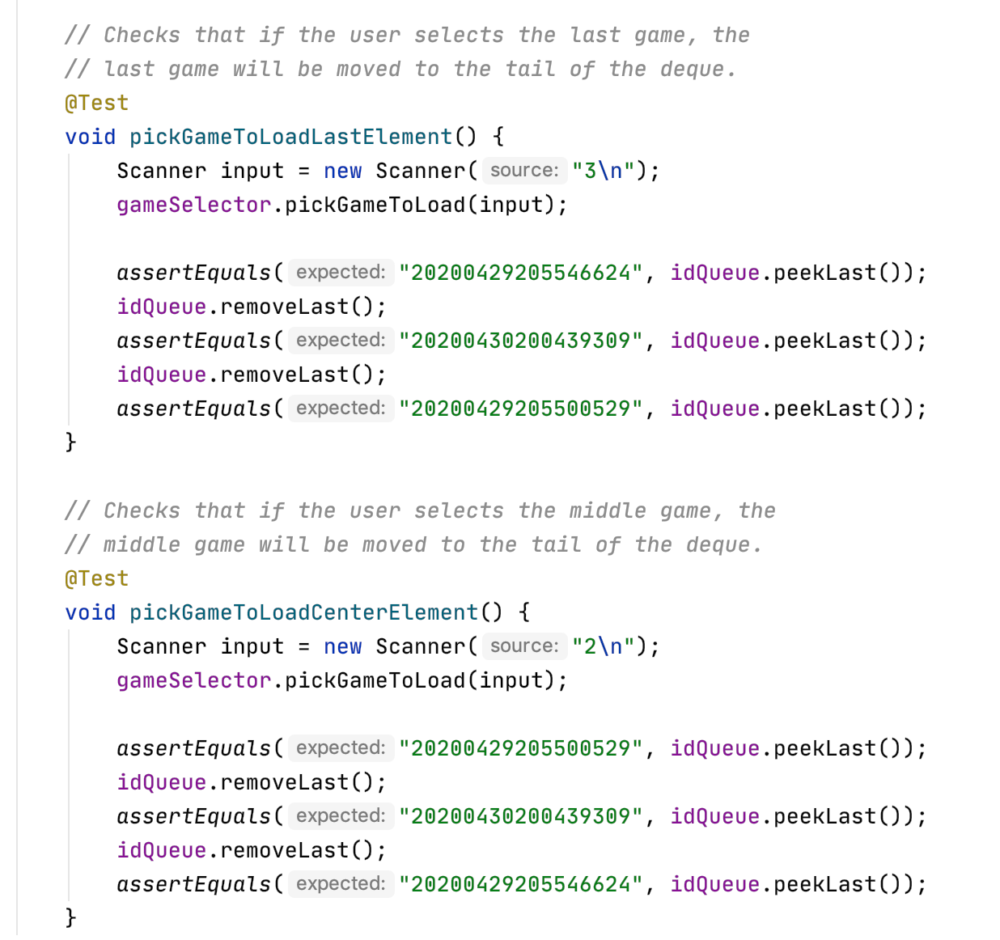 // Checks that if the user selects the last game, the
// last game will be moved to the tail of the deque.
@Test
void pickGameToLoadLastElement() {
Scanner input = new Scanner( source: "3\n");
gameSelector.pickGameToLoad(input);
assertEquals( expected: "20200429205546624", idQueue.peekLast());
idQueue.removeLast();
assertEquals( expected: "20200430200439309", idQueue.peekLast());
idQueue.removeLast();
assertEquals( expected: "20200429205500529", idQueue.peekLast());
}
// Checks that if the user selects the middle game, the
// middle game will be moved to the tail of the deque.
@Test
void pickGameToLoadCenterElement() {
Scanner input = new Scanner( source: "2\n");
gameSelector.pickGameToLoad(input);
assertEquals( expected: "20200429205500529", idQueue.peekLast());
idQueue.removeLast();
assertEquals( expected: "20200430200439309", idQueue.peekLast());
idQueue.removeLast();
assertEquals( expected: "20200429205546624", idQueue.peekLast());
}